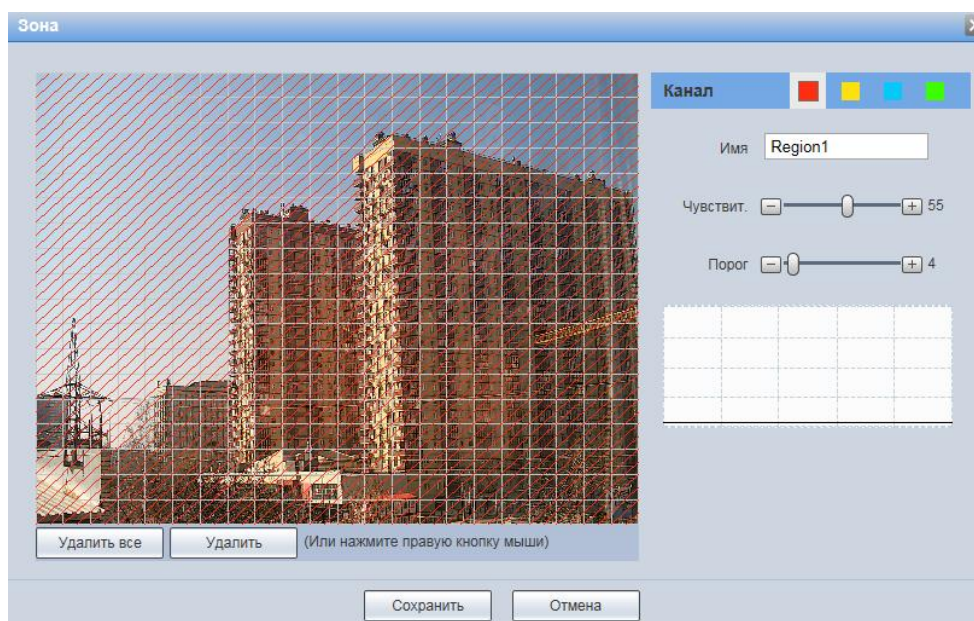 Зона
Канал
Имя Region1
Чувствит. 55
Порог 4
Удалить все Удалить (Или нажмите правую кнопку мыши)
Сохранить Отмена